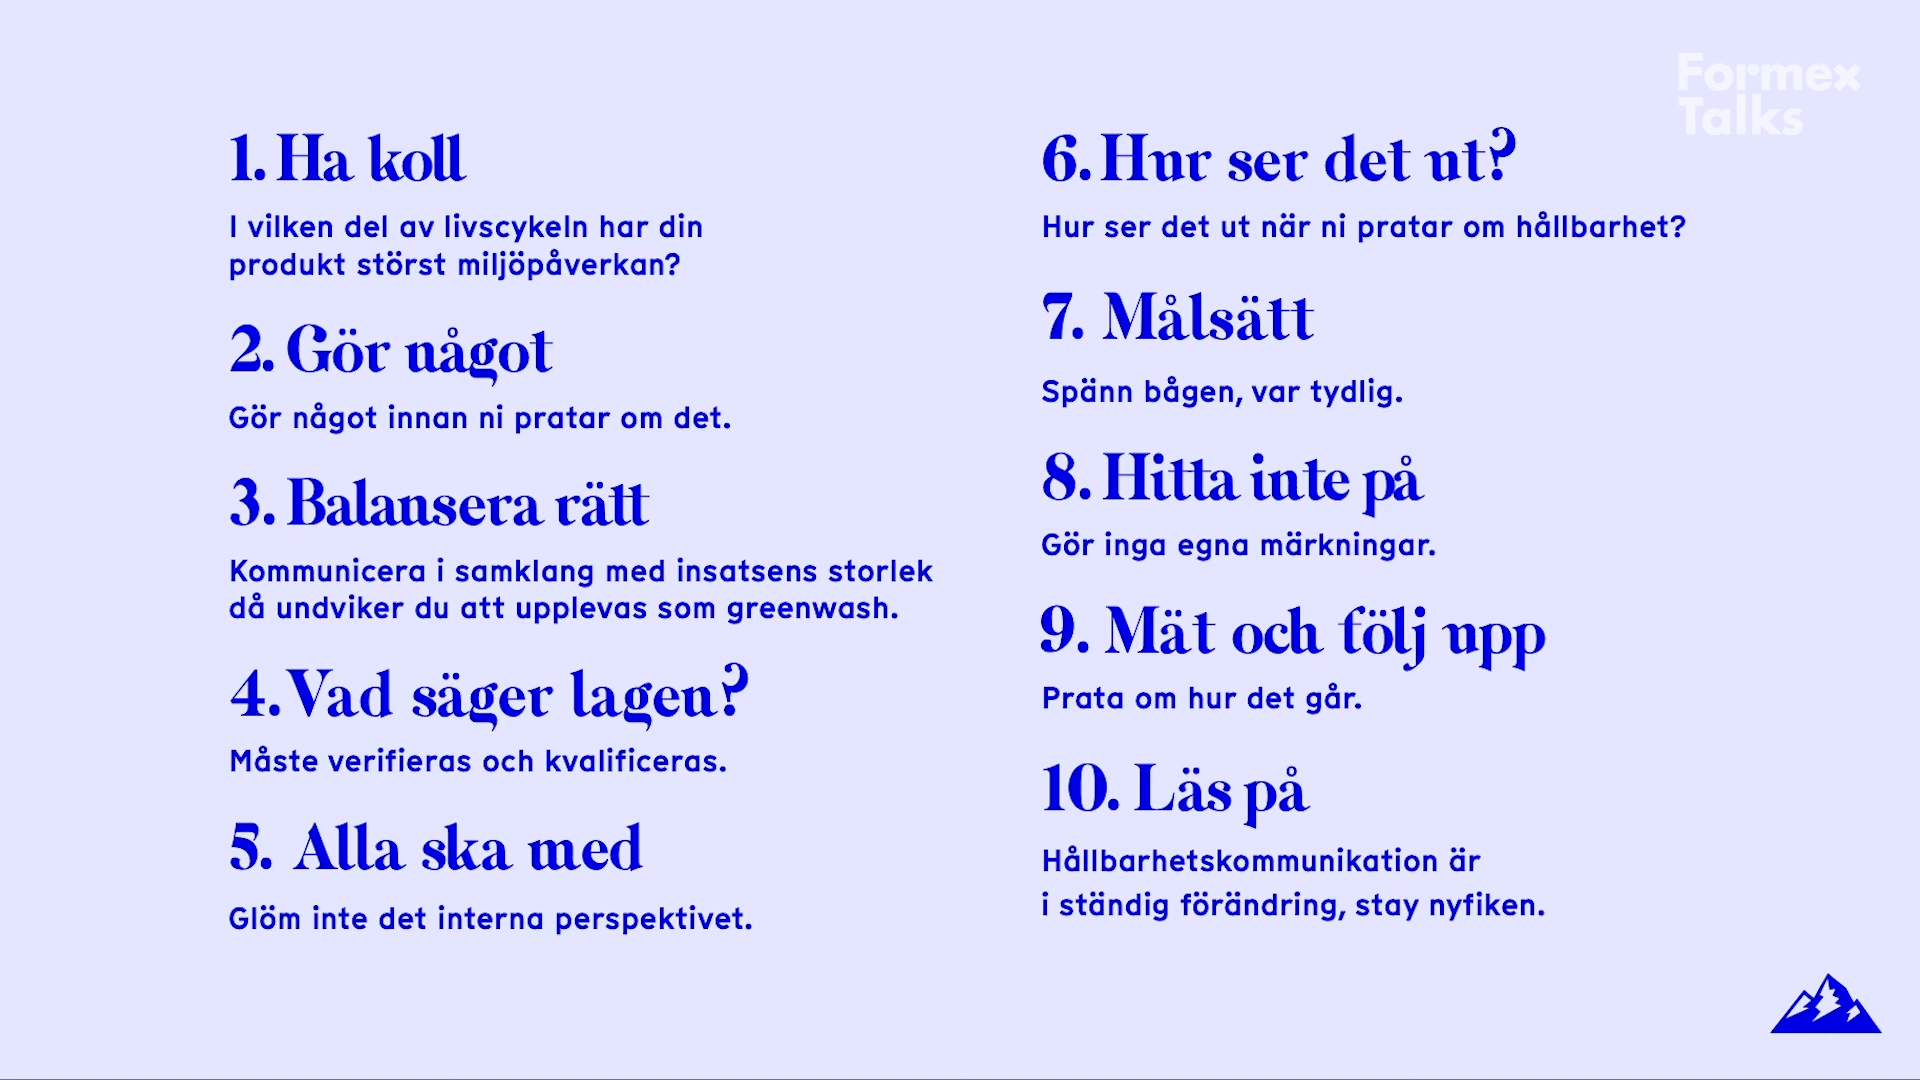 Formex
Talks
1. Ha koll
I vilken del av livscykeln har din
produkt störst miljöpåverkan?
2. Gör något
Gör något innan ni pratar om det.
3. Balansera rätt
Kommunicera i samklang med insatsens storlek
då undviker du att upplevas som greenwash.
4. Vad säger lagen?
Måste verifieras och kvalificeras.
5. Alla ska med
Glöm inte det interna perspektivet.
6. Hur ser det ut?
Hur ser det ut när ni pratar om hållbarhet?
7. Målsätt
Spänn bågen, var tydlig.
8. Hitta inte på
Gör inga egna märkningar.
9. Mät och följ upp
Prata om hur det går.
10. Läs på
Hållbarhetskommunikation är
i ständig förändring, stay nyfiken.